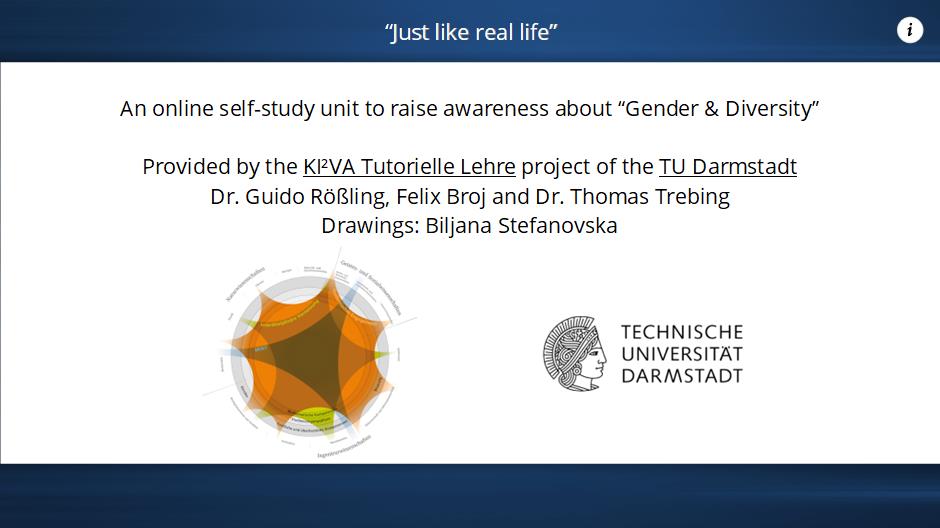 “Just like real life”
i
An online self-study unit to raise awareness about “Gender & Diversity”
Provided by the KI²VA Tutorielle Lehre project of the TU Darmstadt
Dr. Guido Rößling, Felix Broj and Dr. Thomas Trebing
Drawings: Biljana Stefanovska
Naturwissenschaften
Geistes- und Sozialwissenschaften
Ingenieurwissenschaften
TECHNISCHE
UNIVERSITÄT
DARMSTADT